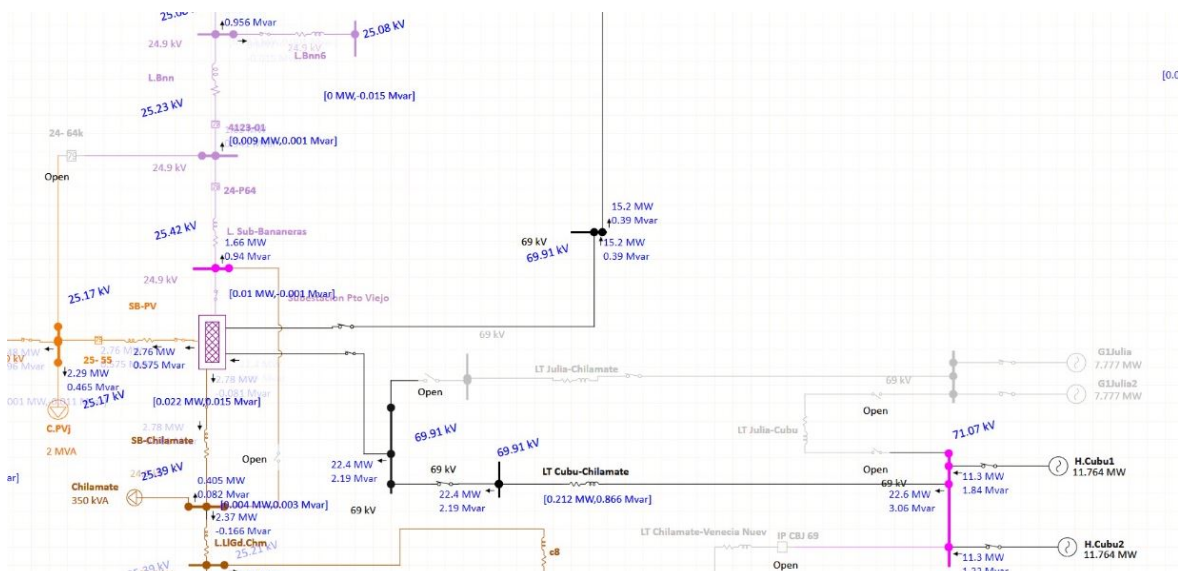 0.956 Mvar
25.08 kV
24.9 kV
24.9 kV
L.Bnn6
L.Bnn
[0 MW,-0.015 Mvar]
25.23 kV
4123-01
24- 64k
[0.009 MW,0.001 Mvar]
24.9 kV
Open
24-P64
15.2 MW
0.39 Mvar
25.42 kV
L. Sub-Bananeras
1.66 MW
0.94 Mvar
69 kV
15.2 MW
0.39 Mvar
69.91 kV
24.9 kV
[0.01 MW,-0.001 Mvar]
Subestacion Pto Viejo
25.17 kV
SB-PV
69 kV
25- 55
2.76 MW
0.575 Mvar
2.76 MW
0.575 Mvar
G1Julia
7.777 MW
2.29 MW
0.465 Mvar
2.78 MW
0.081 Mvar
LT Julia-Chilamate
69 kV
G1Julia2
7.777 MW
Open
25.17 kV
[0.022 MW,0.015 Mvar]
Open
C.PVj
2 MVA
2.78 MW
SB-Chilamate
69.91 kV
69.91 kV
LT Julia-Cubu
71.07 kV
Open
25.39 kV
22.4 MW
2.19 Mvar
69 kV
LT Cubu-Chilamate
Open
11.3 MW
1.84 Mvar
H.Cubu1
11.764 MW
Chilamate
350 kVA
0.405 MW
0.082 Mvar
[0.004 MW,0.003 Mvar]
22.4 MW
2.19 Mvar
[0.212 MW,0.866 Mvar]
69 kV
22.6 MW
3.06 Mvar
69 kV
2.37 MW
-0.166 Mvar
L.LlGd.Chm
25.21 kV
c8
LT Chilamate-Venecia Nuev
IP CBJ 69
Open
11.3 MW
H.Cubu2
11.764 MW